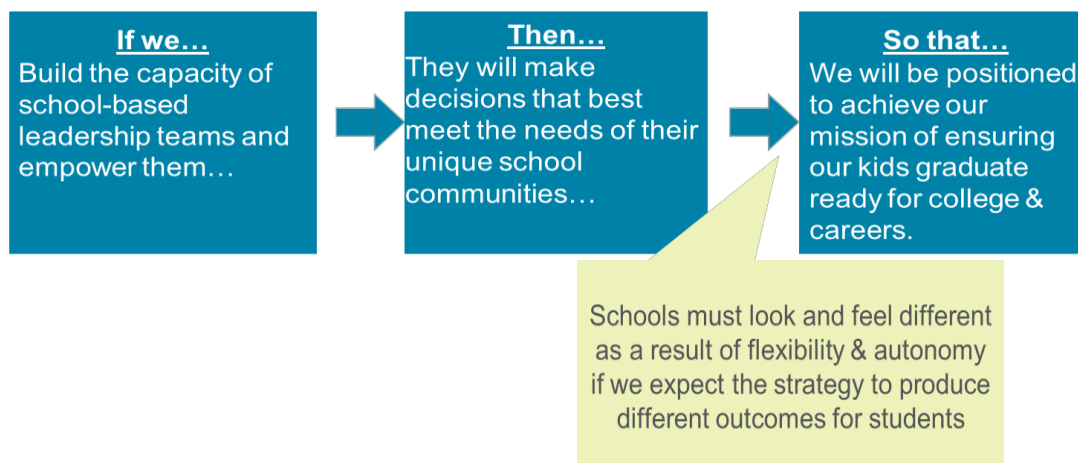 If we…
Build the capacity of
school-based
leadership teams and
empower them…
Then…
They will make
decisions that best
meet the needs of their
unique school
communities…
So that…
We will be positioned
to achieve our
mission of ensuring
our kids graduate
ready for college &
careers.
Schools must look and feel different
as a result of flexibility & autonomy
if we expect the strategy to produce
different outcomes for students